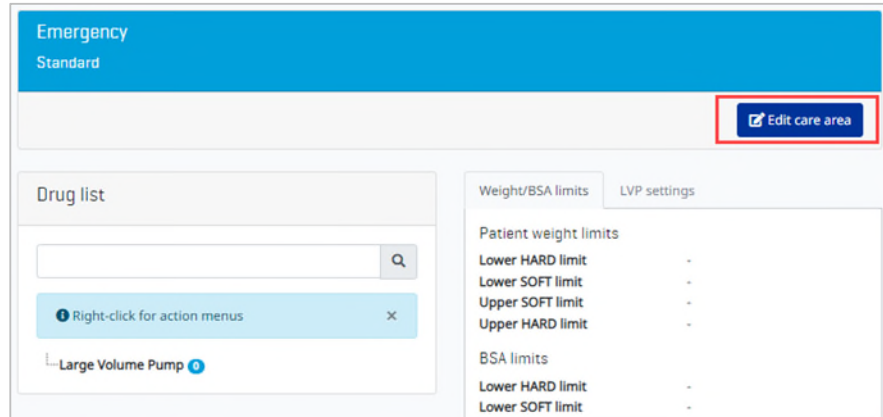 Emergency
Standard
Edit care area
Drug list
Right-click for action menus ×
Large Volume Pump 0
Weight/BSA limits LVP settings
Patient weight limits
Lower HARD limit -
Lower SOFT limit -
Upper SOFT limit -
Upper HARD limit -
BSA limits
Lower HARD limit -
Lower SOFT limit -